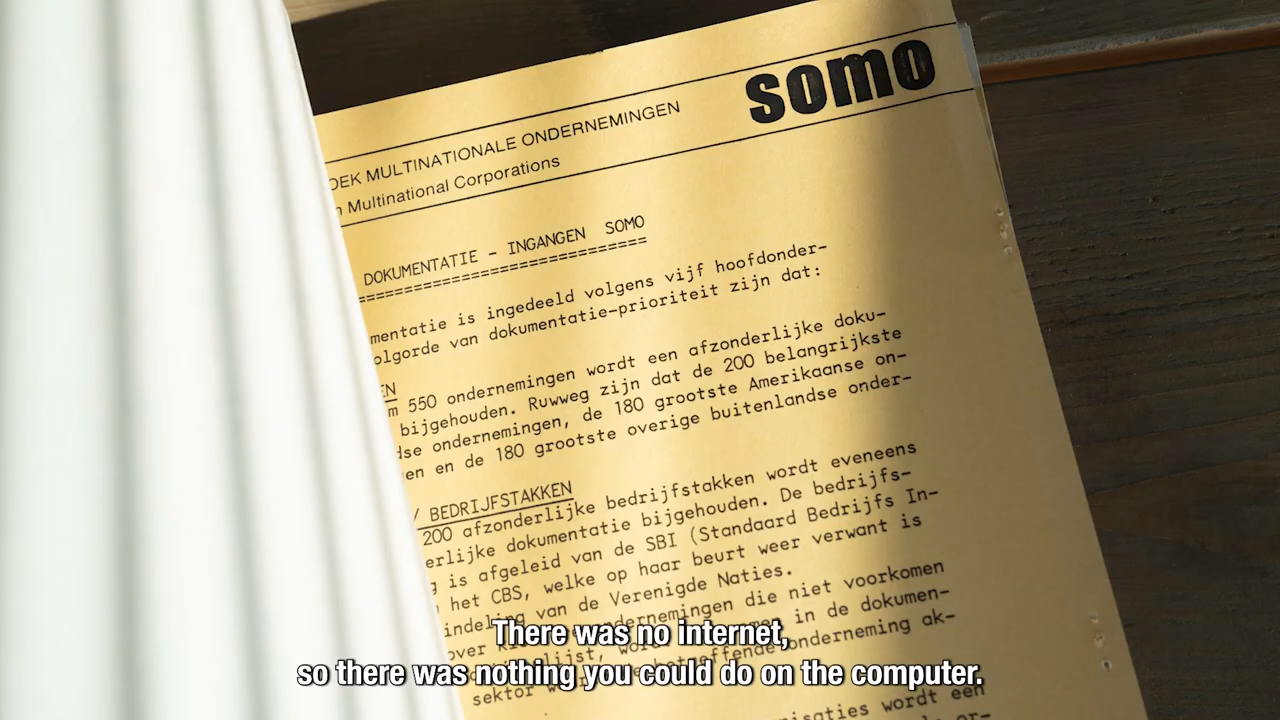 somo
OEK MULTINATIONALE ONDERNEMINGEN
n Multinational Corporations
DOKUMENTATIE - INGANGEN SOMO
mentatie is ingedeeld volgens vijf hoofdonder-
olgorde van dokumentatie-prioriteit zijn dat:
EN
m 550 ondernemingen wordt een afzonderlijke doku-
bijgehouden. Ruwweg zijn dat de 200 belangrijkste
dse ondernemingen, de 180 grootste Amerikaanse on-
en en de 180 grootste overige buitenlandse onder-
/ BEDRIJFSTAKKEN
200 afzonderlijke bedrijfstakken wordt eveneens
erlijke dokumentatie bijgehouden. De bedrijfs-
g is afgeleid van de SBI (Standaard Bedrijfs In-
het CBS, welke op haar beurt weer verwant is
indeling van de Verenigde Naties.
over ondernemingen die niet voorkomen
lijst, in de dokumen-
sektor onderneming ak-
wordt een
There was no internet,
so there was nothing you could do on the computer.